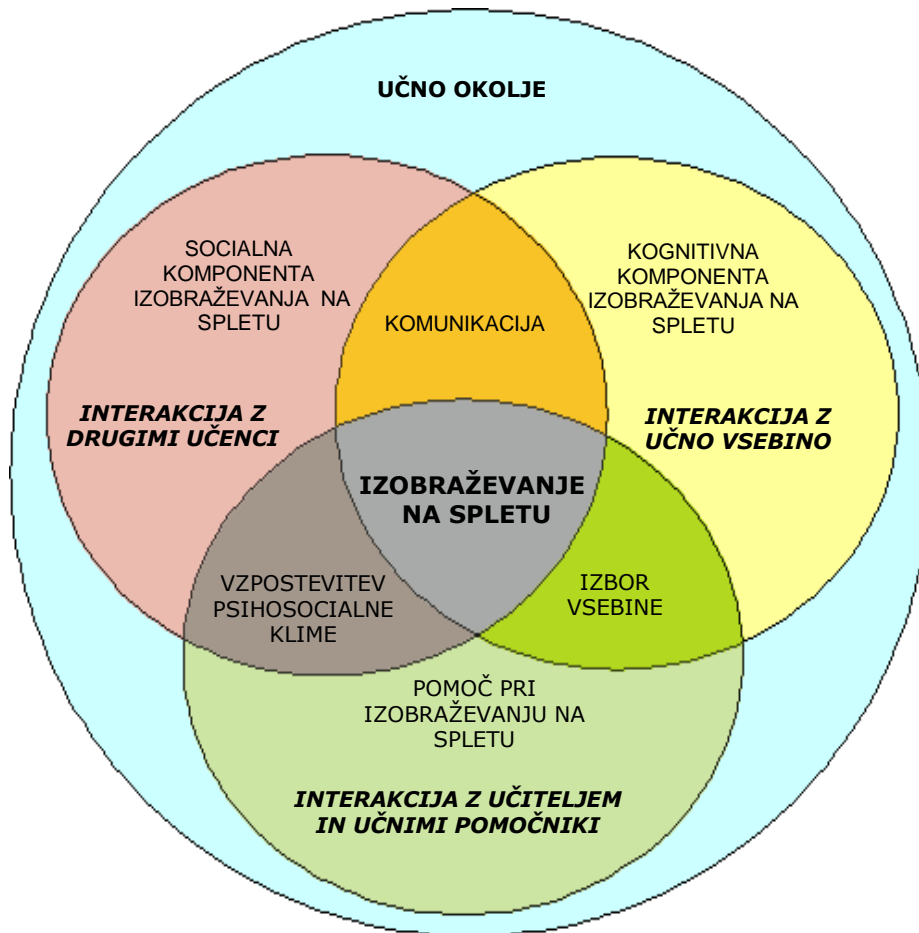 UČNO OKOLJE
SOCIALNA
KOMPONENTA
IZOBRAŽEVANJA NA
SPLETU
KOMUNIKACIJA
KOGNITIVNA
KOMPONENTA
IZOBRAŽEVANJA NA
SPLETU
INTERAKCIJA Z
DRUGIMI UČENCI
INTERAKCIJA Z
UČNO VSEBINO
IZOBRAŽEVANJE
NA SPLETU
VZPOSTEVITEV
PSIHOSOCIALNE
KLIME
IZBOR
VSEBINE
POMOČ PRI
IZOBRAŽEVANJU NA
SPLETU
INTERAKCIJA Z UČITELJEM
IN UČNIMI POMOČNIKI